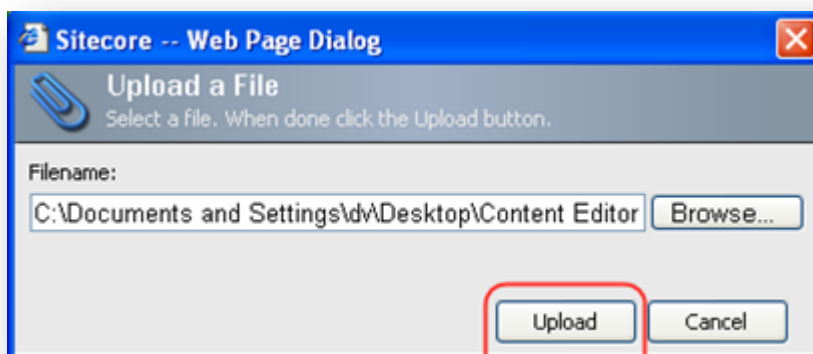 Sitecore -- Web Page Dialog
Upload a File
Select a file. When done click the Upload button.
Filename:
C:\Documents and Settings\dv\Desktop\Content Editor
Browse...
Upload
Cancel